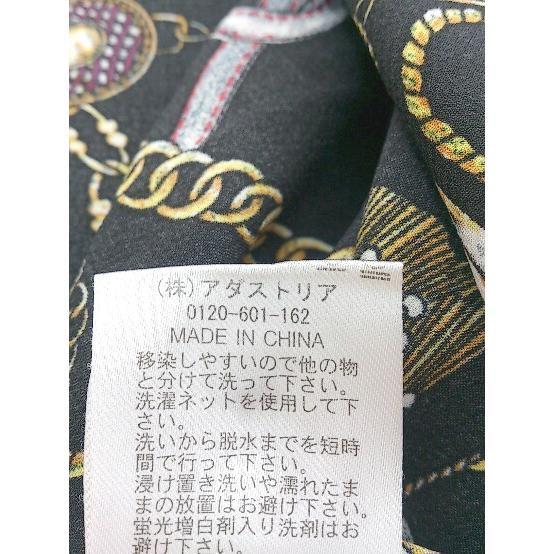 (株)アダストリア
0120-601-162
MADE IN CHINA
移染しやすいので他の物
と分けて洗って下さい。
洗濯ネットを使用して下
さい。
洗いから脱水までを短時
間で行って下さい。
浸け置き洗いや濡れたま
まの放置はお避け下さい。
蛍光増白剤入り洗剤はお
避け下さい。